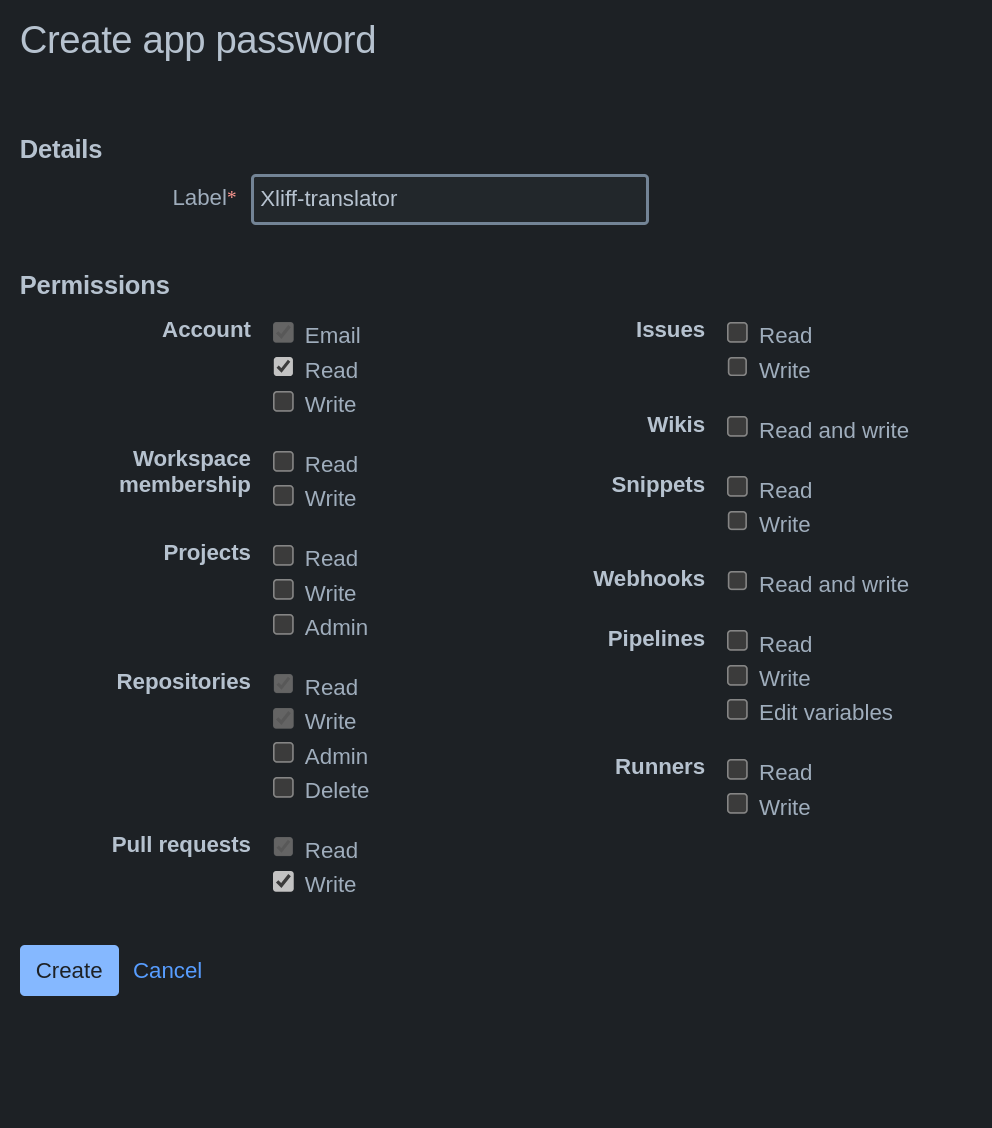 Create app password
Details
Label*
Xliff-translator
Permissions
Account
Email
Read
Write
Workspace
membership
Read
Write
Projects
Read
Write
Admin
Repositories
Read
Write
Admin
Delete
Pull requests
Read
Write
Issues
Read
Write
Wikis
Read and write
Snippets
Read
Write
Webhooks
Read and write
Pipelines
Read
Write
Edit variables
Runners
Read
Write
Create
Cancel